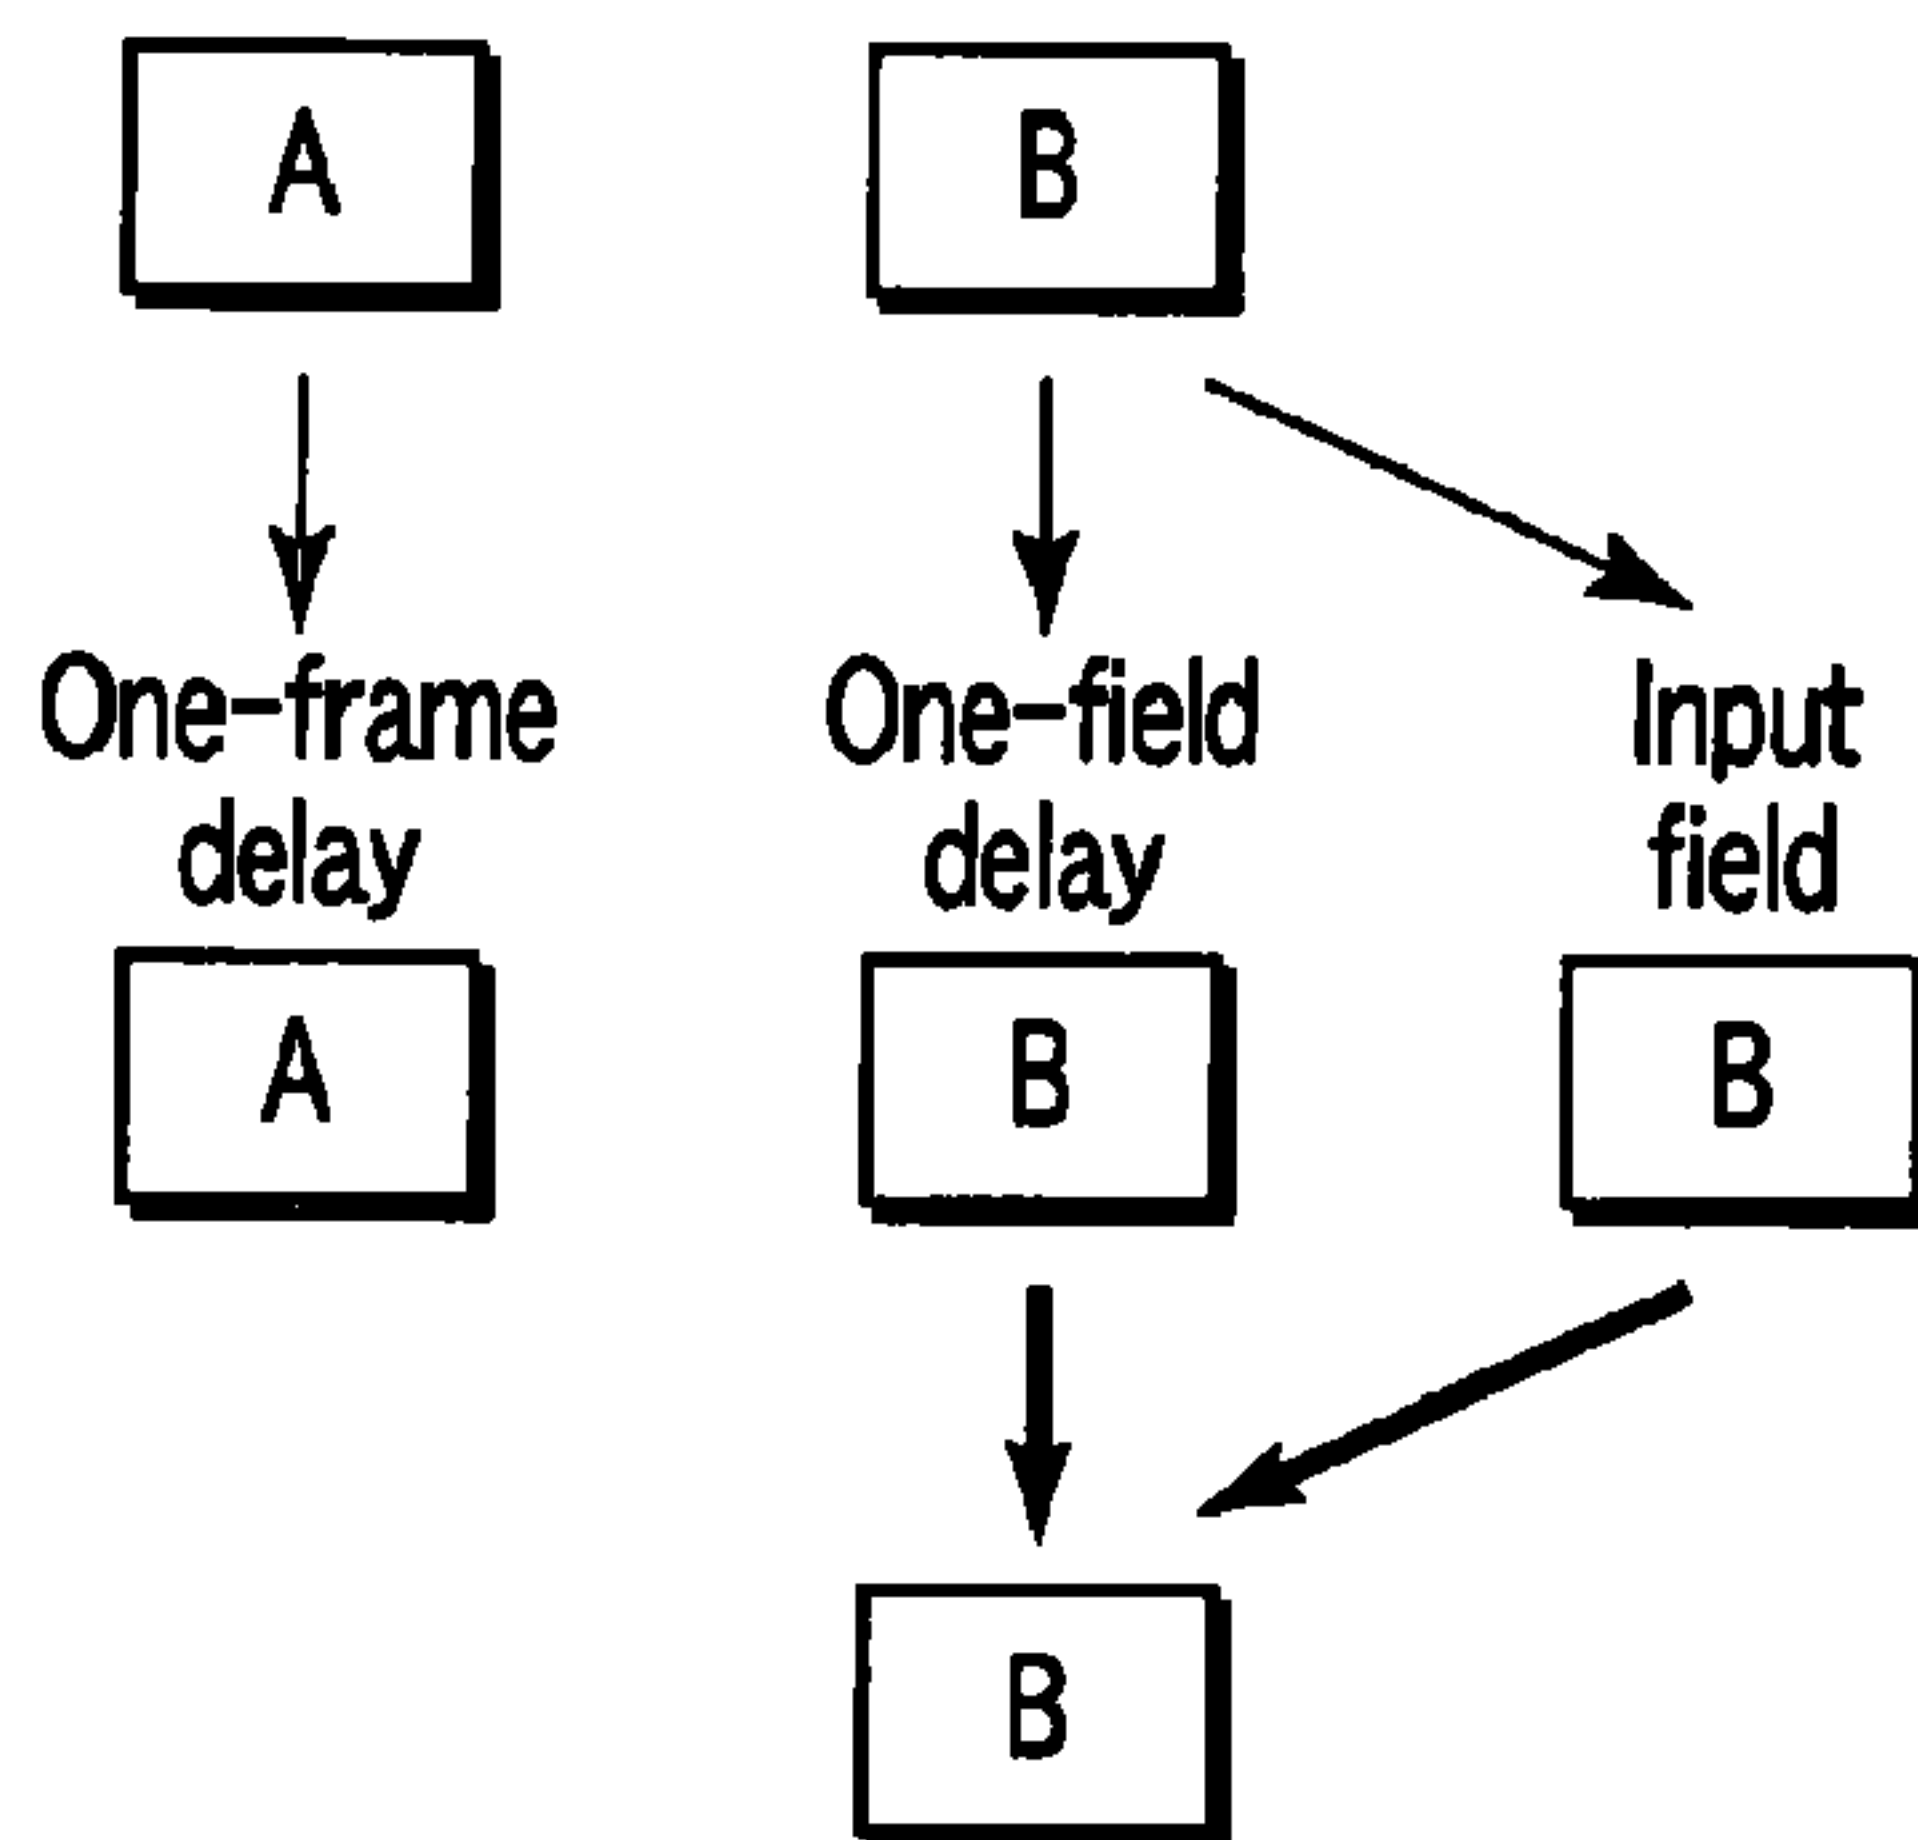 A B
One-frame One-field Input
delay delay field
A B B
B